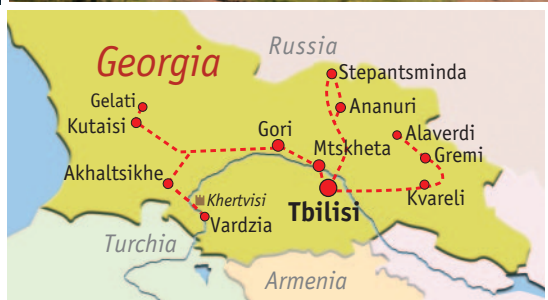 Russia
Georgia
Stepantsminda
Gelati
Ananuri
Kutaisi
Gori
Alaverdi
Mtskheta
Gremi
Akhaltsikhe
Khertvisi
Kvareli
Vardzia
Tbilisi
Turchia
Armenia